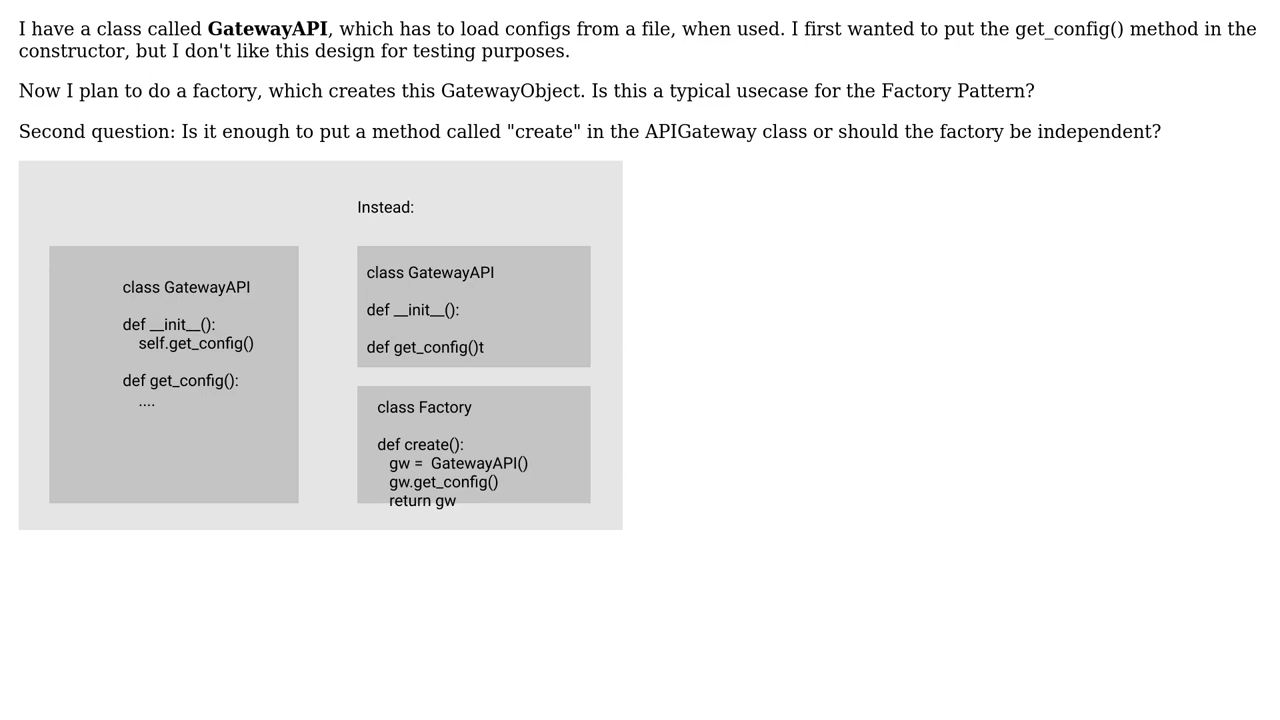 I have a class called GatewayAPI, which has to load configs from a file, when used. I first wanted to put the get_config() method in the
constructor, but I don't like this design for testing purposes.
Now I plan to do a factory, which creates this GatewayObject. Is this a typical usecase for the Factory Pattern?
Second question: Is it enough to put a method called "create" in the APIGateway class or should the factory be independent?
class GatewayAPI
def __init__():
self.get_config()
def get_config():
....
Instead:
class GatewayAPI
def __init__():
def get_config()t
class Factory
def create():
gw = GatewayAPI()
gw.get_config()
return gw